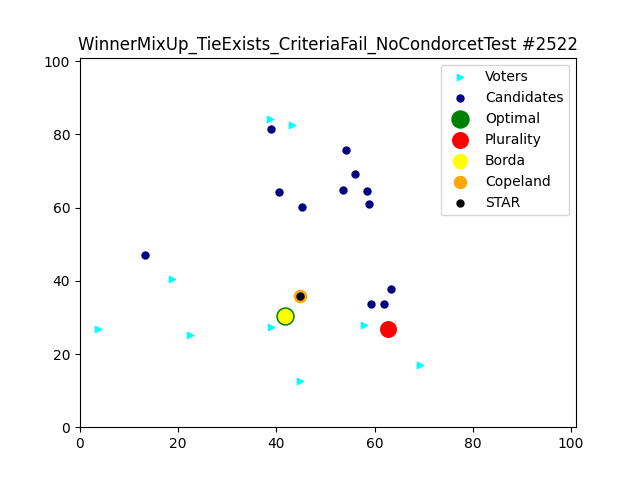 WinnerMixUp_TieExists_CriteriaFail_NoCondorcetTest #2522
100
80
60
40
20
0
0
20
40
60
80
100
Voters
Candidates
Optimal
Plurality
Borda
Copeland
STAR